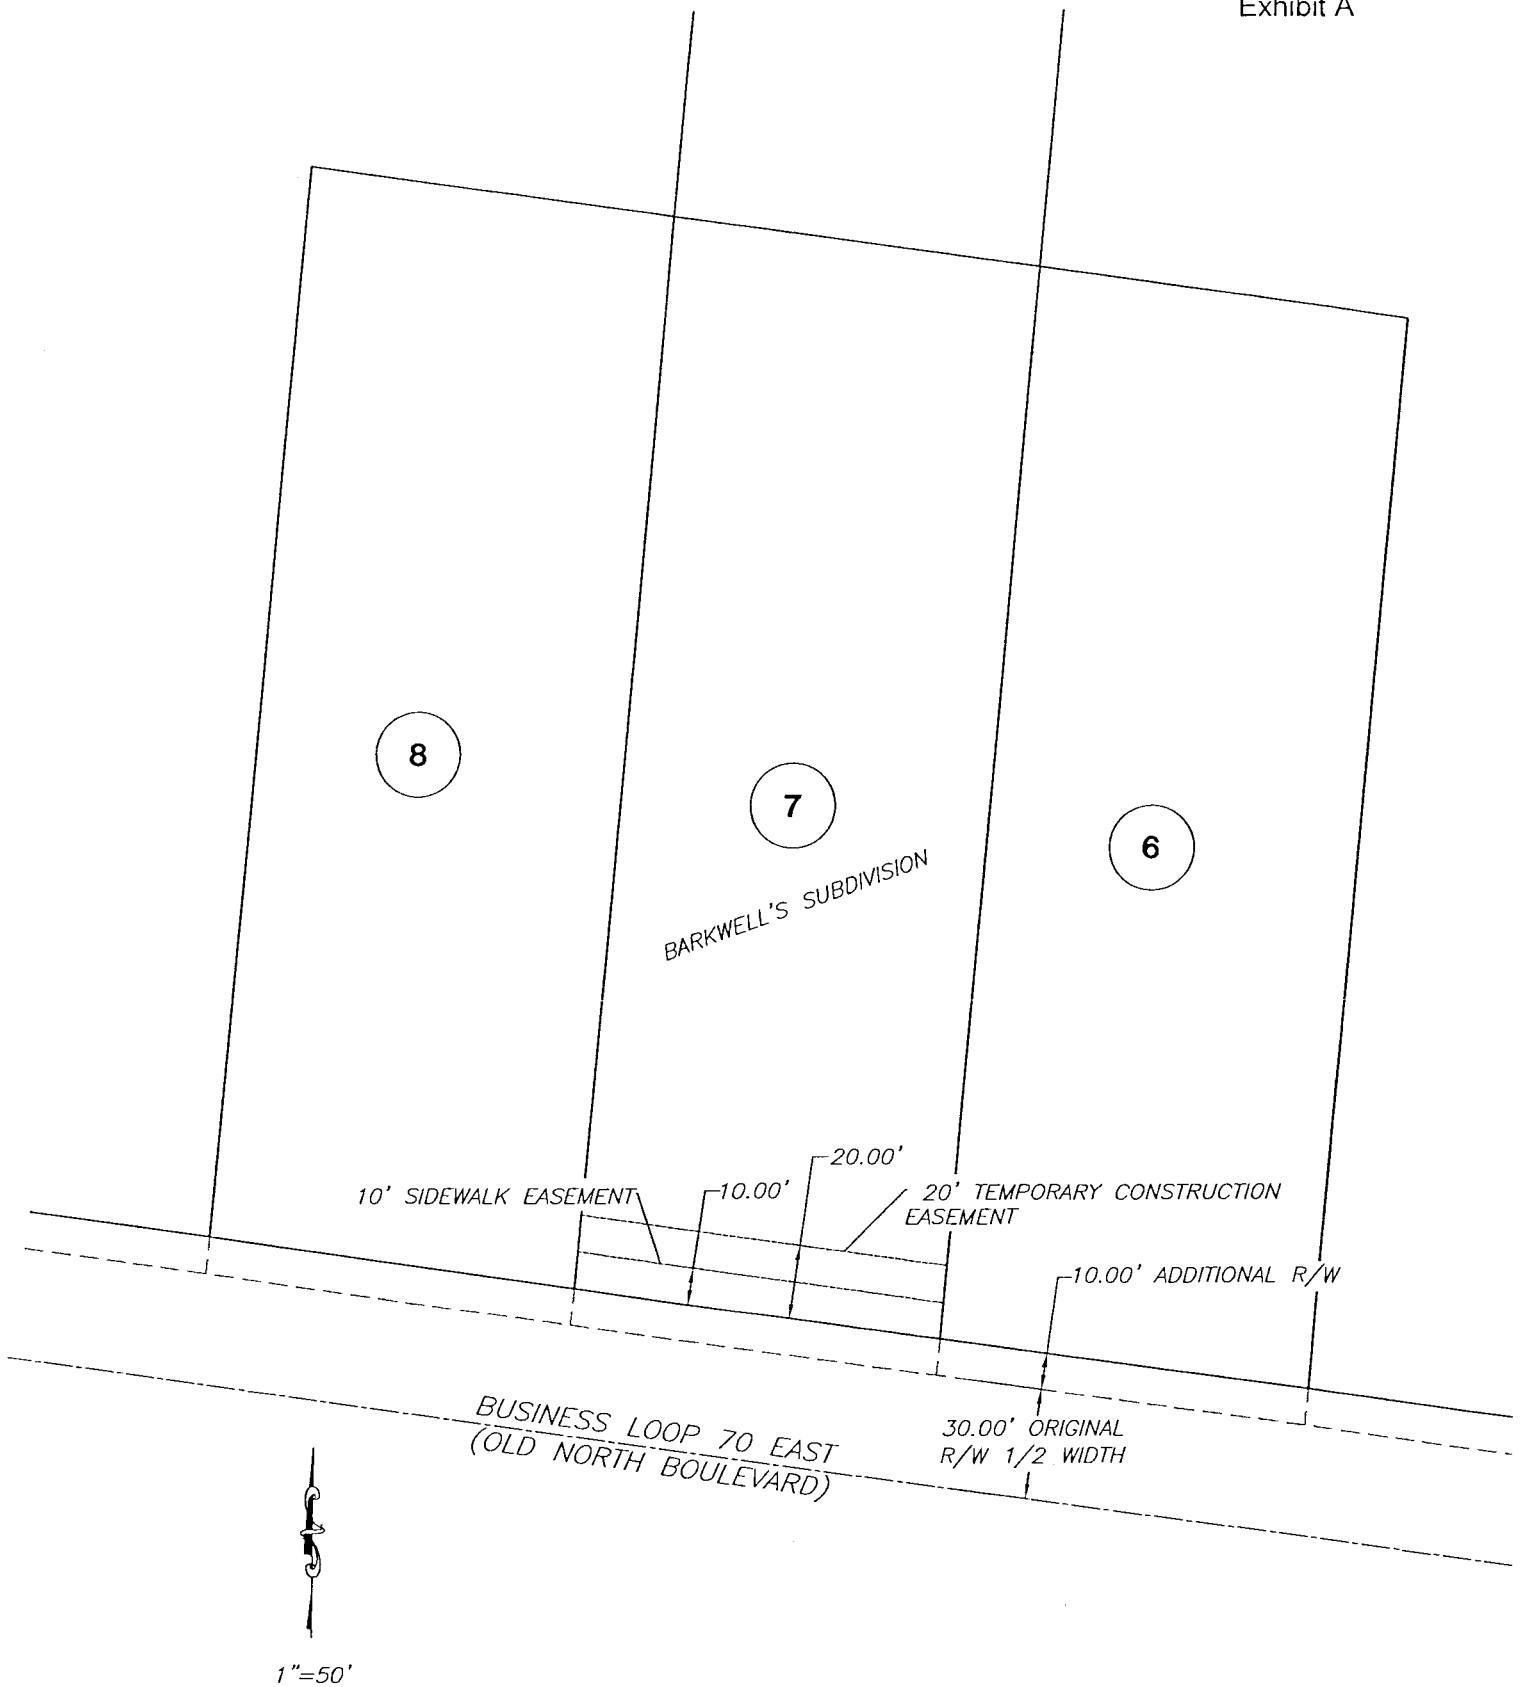 Exhibit A
8
7
6
BARKWELL'S SUBDIVISION
20.00'
10' SIDEWALK EASEMENT
10.00'
20' TEMPORARY CONSTRUCTION
EASEMENT
10.00' ADDITIONAL R/W
BUSINESS LOOP 70 EAST
(OLD NORTH BOULEVARD)
30.00' ORIGINAL
R/W 1/2 WIDTH
1"=50'